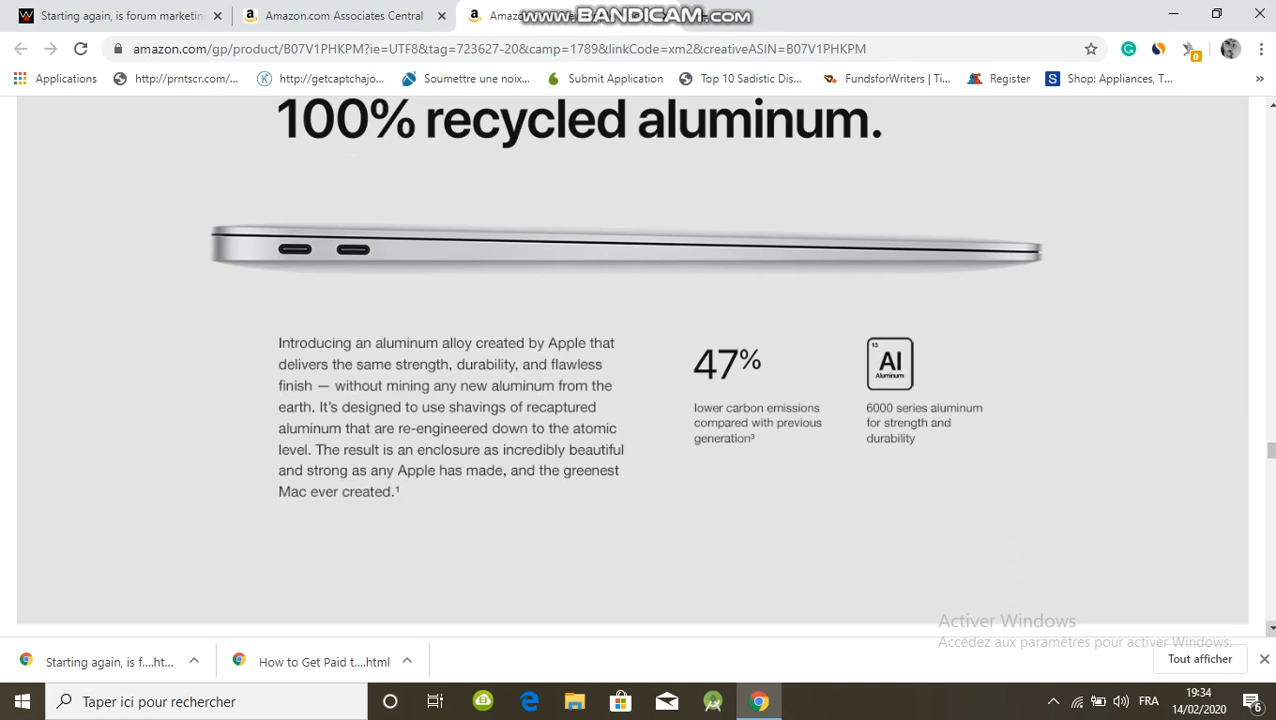 Starting again, is forum marketin
Amazon.com Associates Central
Amaz
www.BANDICAM.com
amazon.com/gp/product/B07V1PHKPM?ie=UTF8&tag=723627-20&camp=1789&linkCode=xm2&creativeASIN=B07V1PHKPM
0
Applications
http://prntscr.com/...
http://getcaptchajo...
Soumettre une noix...
Submit Application
Top 10 Sadistic Dis...
FundsforWriters | Ti...
Register
S
Shop: Appliances, T...
»
100% recycled aluminum.
Introducing an aluminum alloy created by Apple that
delivers the same strength, durability, and flawless
finish — without mining any new aluminum from the
earth. It's designed to use shavings of recaptured
aluminum that are re-engineered down to the atomic
level. The result is an enclosure as incredibly beautiful
and strong as any Apple has made, and the greenest
Mac ever created.¹
47%
lower carbon emissions
compared with previous
generation³
13
Al
Aluminum
6000 series aluminum
for strength and
durability
Activer Windows
Accédez aux paramètres pour activer Windows.
Starting again, is f....ht...
How to Get Paid t....html
Tout afficher
Taper ici pour rechercher
FRA
19:34
14/02/2020
6